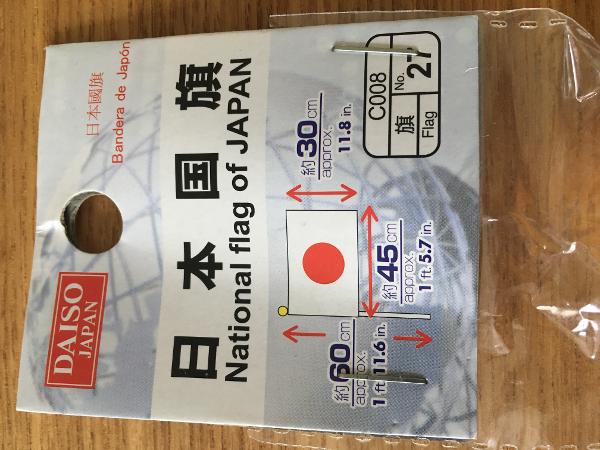 DAISO
JAPAN
日本國旗
Bandera de Japón
日本国旗
National flag of JAPAN
C008
旗
Flag
No.
27
約30cm
approx.
11.8 in.
約45cm
approx.
1 ft. 5.7 in.
約60cm
approx.
1 ft. 11.6 in.